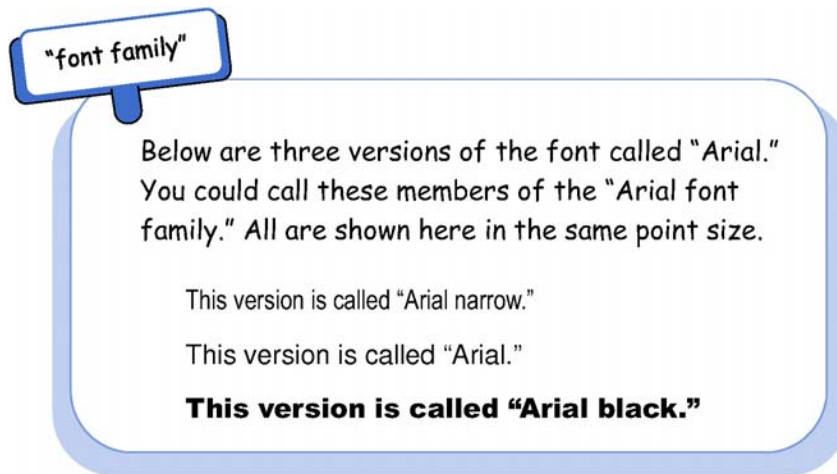 “font family”
Below are three versions of the font called “Arial.”
You could call these members of the “Arial font
family.” All are shown here in the same point size.
This version is called “Arial narrow.”
This version is called “Arial.”
This version is called “Arial black.”